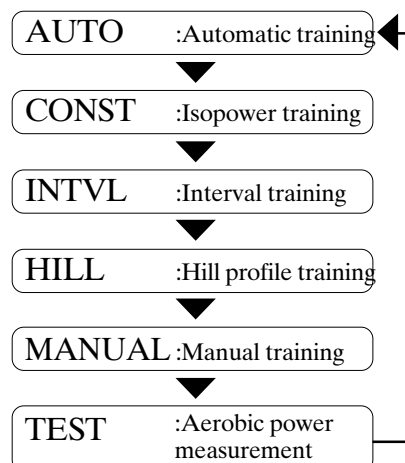 AUTO :Automatic training
CONST :Isopower training
INTVL :Interval training
HILL :Hill profile training
MANUAL :Manual training
TEST :Aerobic power
measurement